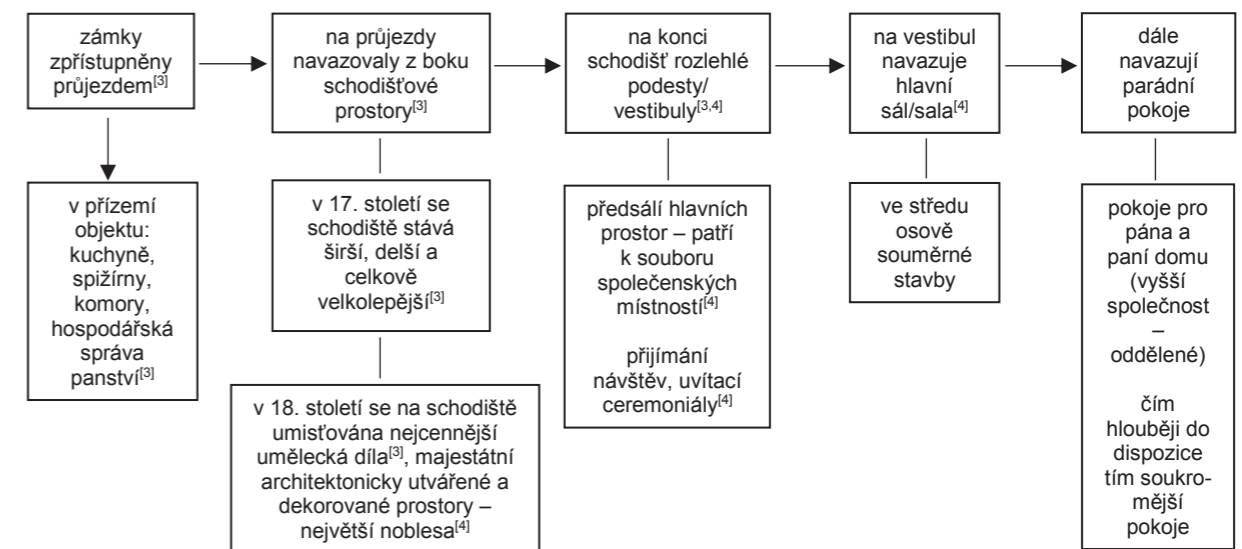 zámky
zpřístupněny
průjezdem[3]
na průjezdy
navazovaly z boku
schodišťové
prostory[3]
na konci
schodišť rozlehlé
podesty/
vestibuly[3,4]
na vestibul
navazuje
hlavní
sál/sala[4]
dále
navazují
parádní
pokoje
v přízemí
objektu:
kuchyně,
spižírny,
komory,
hospodářská
správa
panství[3]
v 17. století se
schodiště stává
širší, delší a
celkově
velkolepější[3]
v 18. století se na schodiště
umisťována nejcennější
umělecká díla[3], majestátní
architektonicky utvářené a
dekorované prostory –
největší noblesa[4]
předsálí hlavních
prostor – patří
k souboru
společenských
místností[4]
přijímání
návštěv, uvítací
ceremoniály[4]
ve středu
osově
souměrné
stavby
pokoje pro
pána a
paní domu
(vyšší
společnost
–
oddělené)
čím
hlouběji do
dispozice
tím soukro-
mější
pokoje